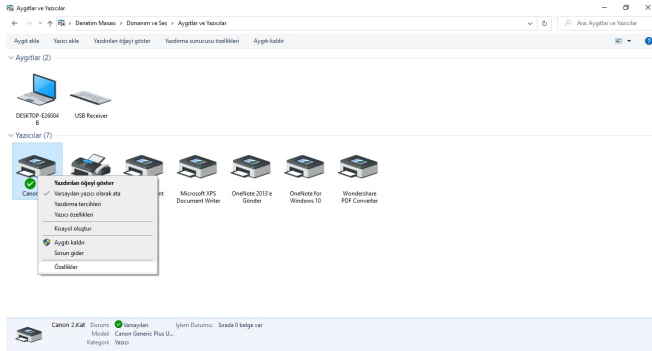 Aygıtlar ve Yazıcılar
Denetim Masası > Donanım ve Ses > Aygıtlar ve Yazıcılar
Ara: Aygıtlar ve Yazıcılar
Aygıt ekle Yazıcı ekle Yazdırılan öğeyi göster Yazdırma sunucusu özellikleri Aygıtı kaldır
Aygıtlar (2)
DESKTOP-E26004
B
USB Receiver
Yazıcılar (7)
Canon
nt
Microsoft XPS
Document Writer
OneNote 2013'e
Gönder
OneNote for
Windows 10
Wondershare
PDF Converter
Yazdırılan öğeyi göster
Varsayılan yazıcı olarak ata
Yazdırma tercihleri
Yazıcı özellikleri
Kısayol oluştur
Aygıtı kaldır
Sorun gider
Özellikler
Canon 2.Kat Durum: Varsayılan İşlem Durumu: Sırada 0 belge var
Model: Canon Generic Plus U...
Kategori: Yazıcı